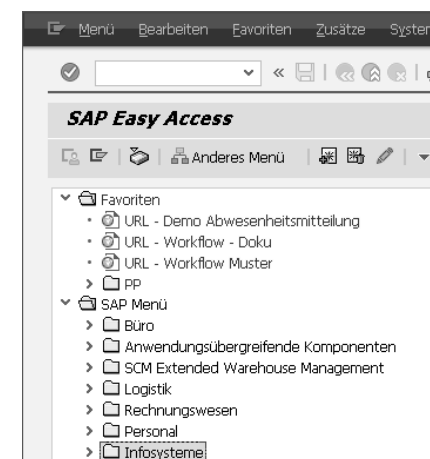 Menü Bearbeiten Favoriten Zusätze System
SAP Easy Access
Anderes Menü
Favoriten
URL - Demo Abwesenheitsmitteilung
URL - Workflow - Doku
URL - Workflow Muster
PP
SAP Menü
Büro
Anwendungsübergreifende Komponenten
SCM Extended Warehouse Management
Logistik
Rechnungswesen
Personal
Infosysteme